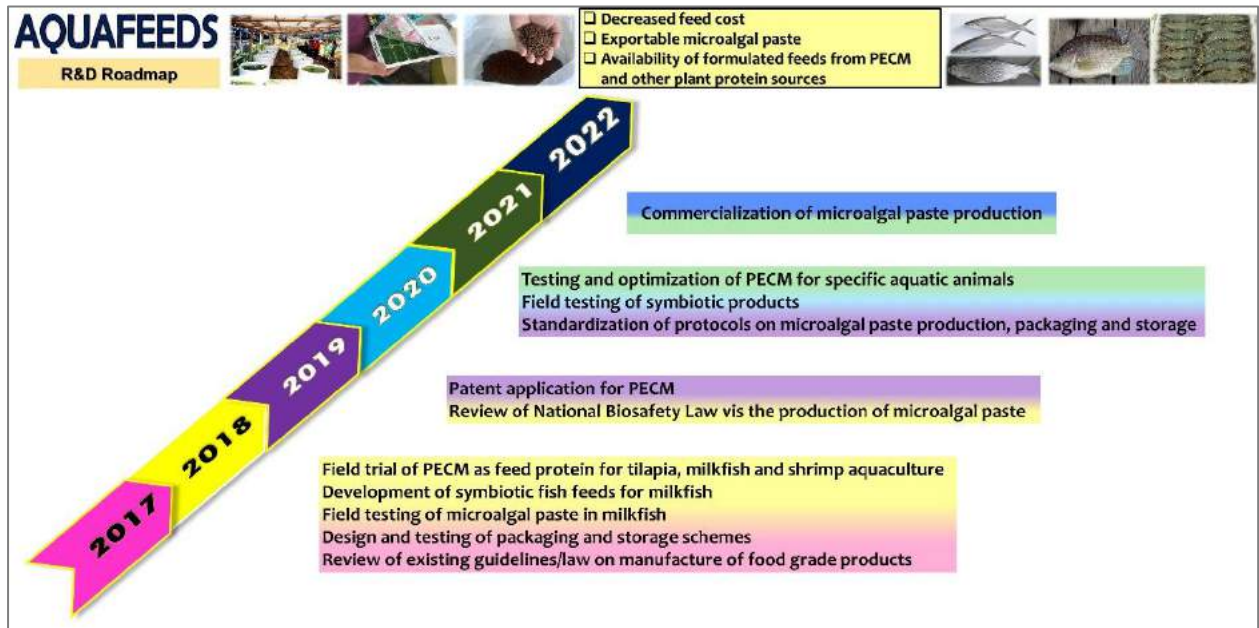 AQUAFEEDS
R&D Roadmap
❑ Decreased feed cost
❑ Exportable microalgal paste
❑ Availability of formulated feeds from PECM
and other plant protein sources
2022
2021
2020
2019
2018
2017
Commercialization of microalgal paste production
Testing and optimization of PECM for specific aquatic animals
Field testing of symbiotic products
Standardization of protocols on microalgal paste production, packaging and storage
Patent application for PECM
Review of National Biosafety Law vis the production of microalgal paste
Field trial of PECM as feed protein for tilapia, milkfish and shrimp aquaculture
Development of symbiotic fish feeds for milkfish
Field testing of microalgal paste in milkfish
Design and testing of packaging and storage schemes
Review of existing guidelines/law on manufacture of food grade products